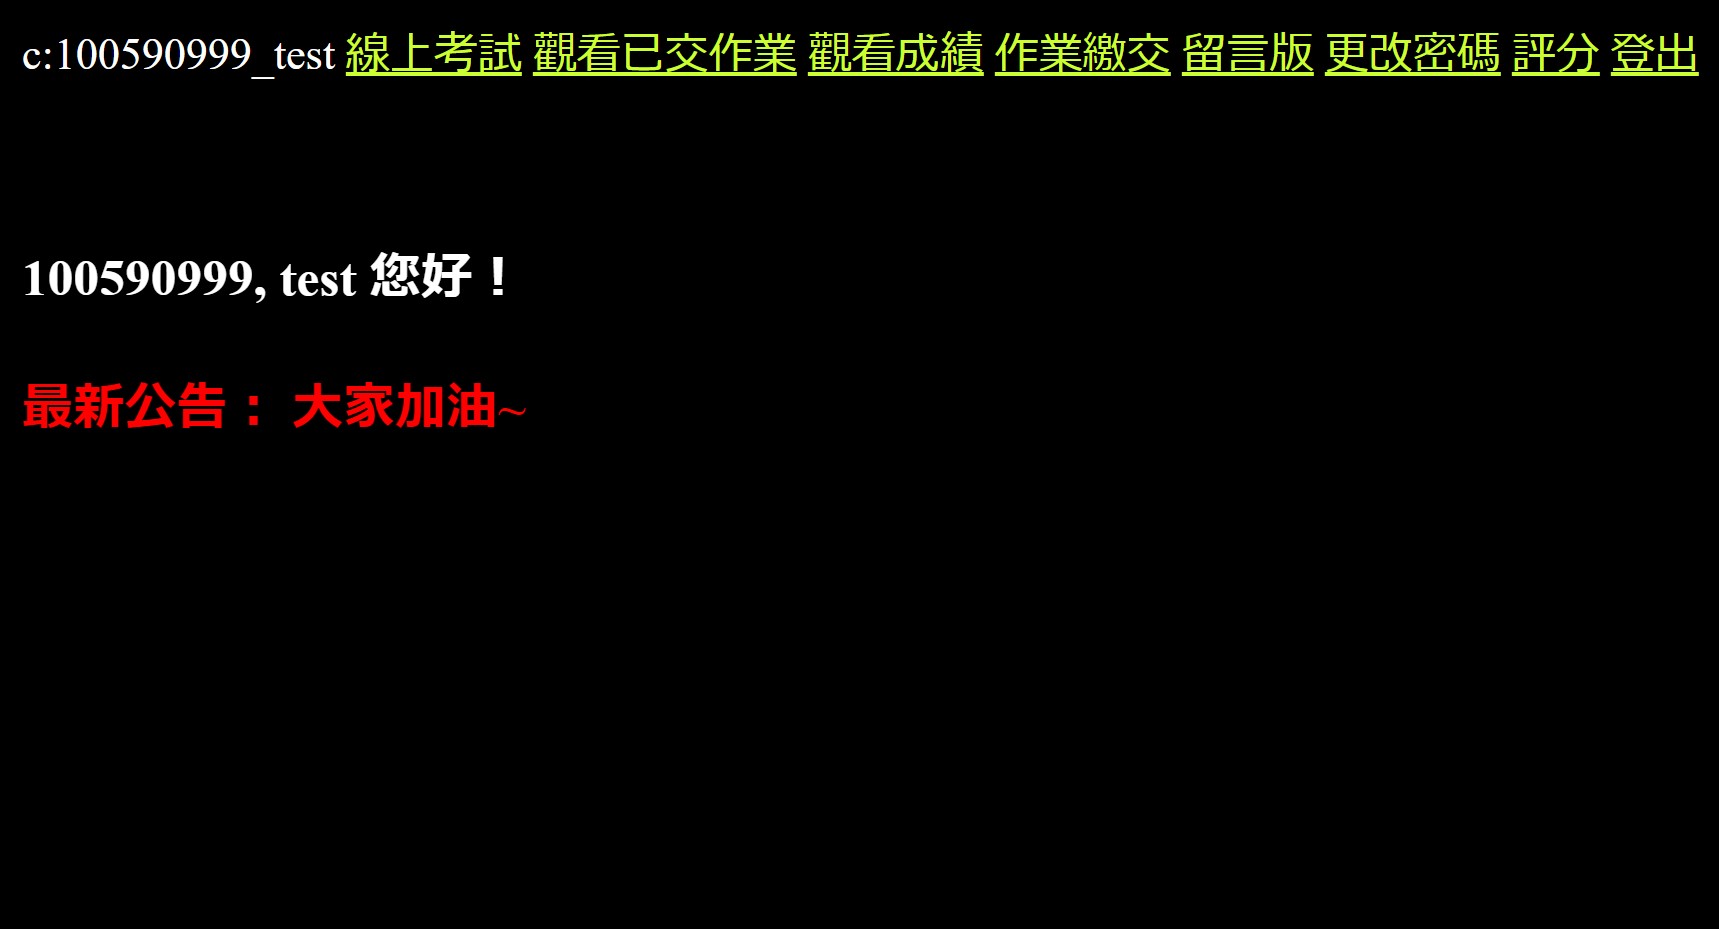 c:100590999_test 線上考試 觀看已交作業 觀看成績 作業繳交 留言版 更改密碼 評分 登出
100590999, test 您好！
最新公告： 大家加油~